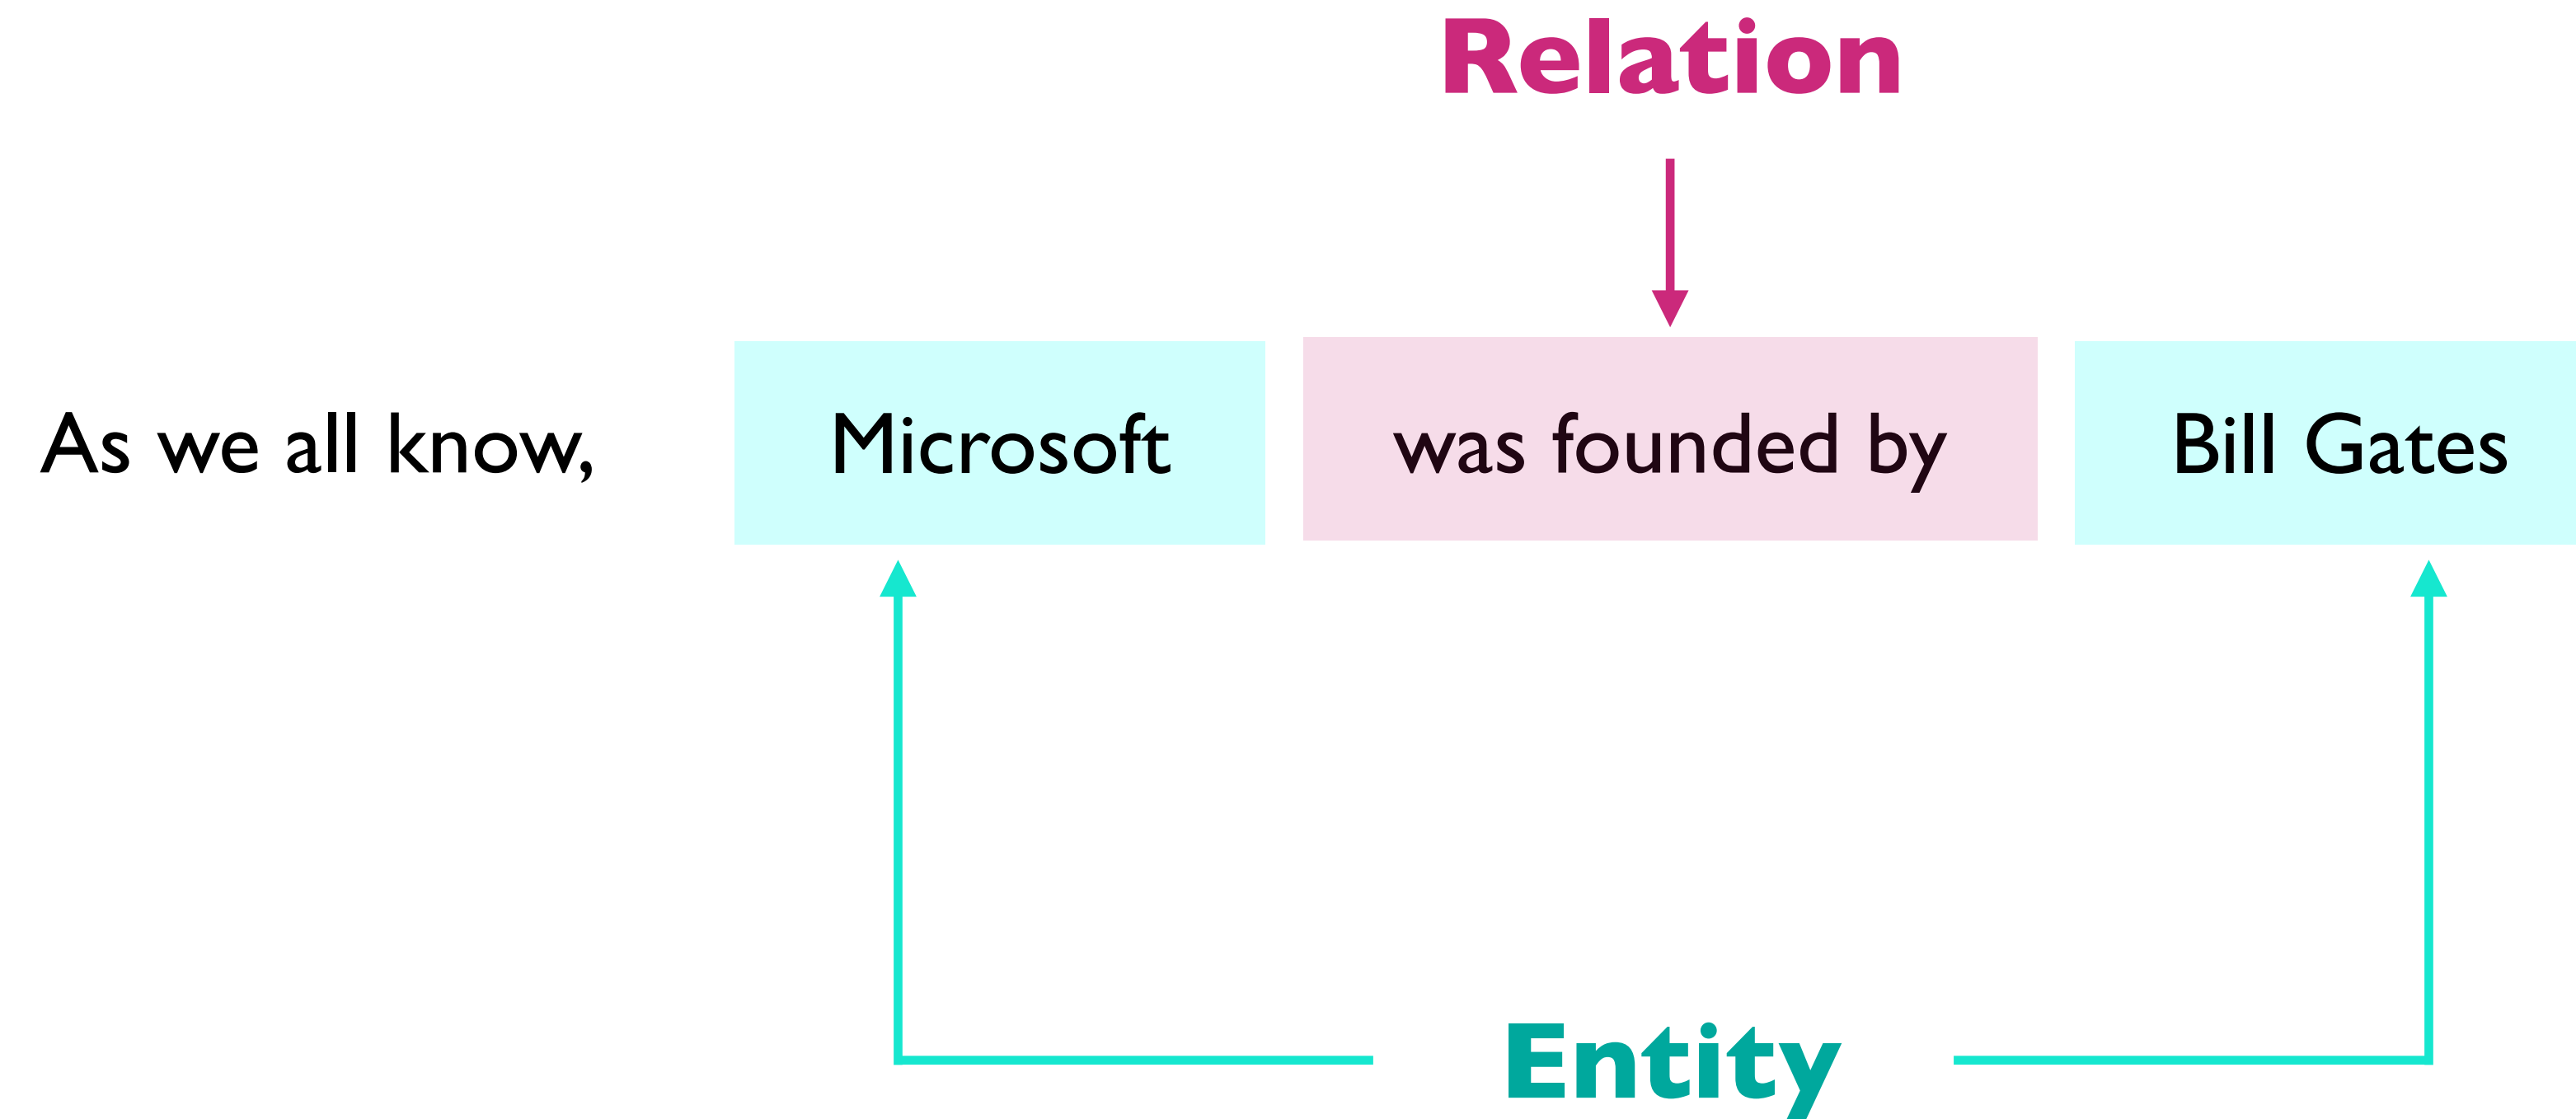 Relation
As we all know, Microsoft was founded by Bill Gates
Entity